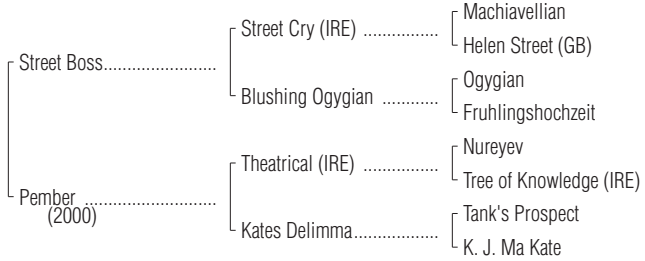 Machiavellian
Street Cry (IRE) ................
Helen Street (GB)
Street Boss........................
Ogygian
Blushing Ogygian ............
Fruhlingshochzeit
Nureyev
Theatrical (IRE) ................
Tree of Knowledge (IRE)
Pember ............................
(2000)
Tank's Prospect
Kates Delimma..................
K. J. Ma Kate